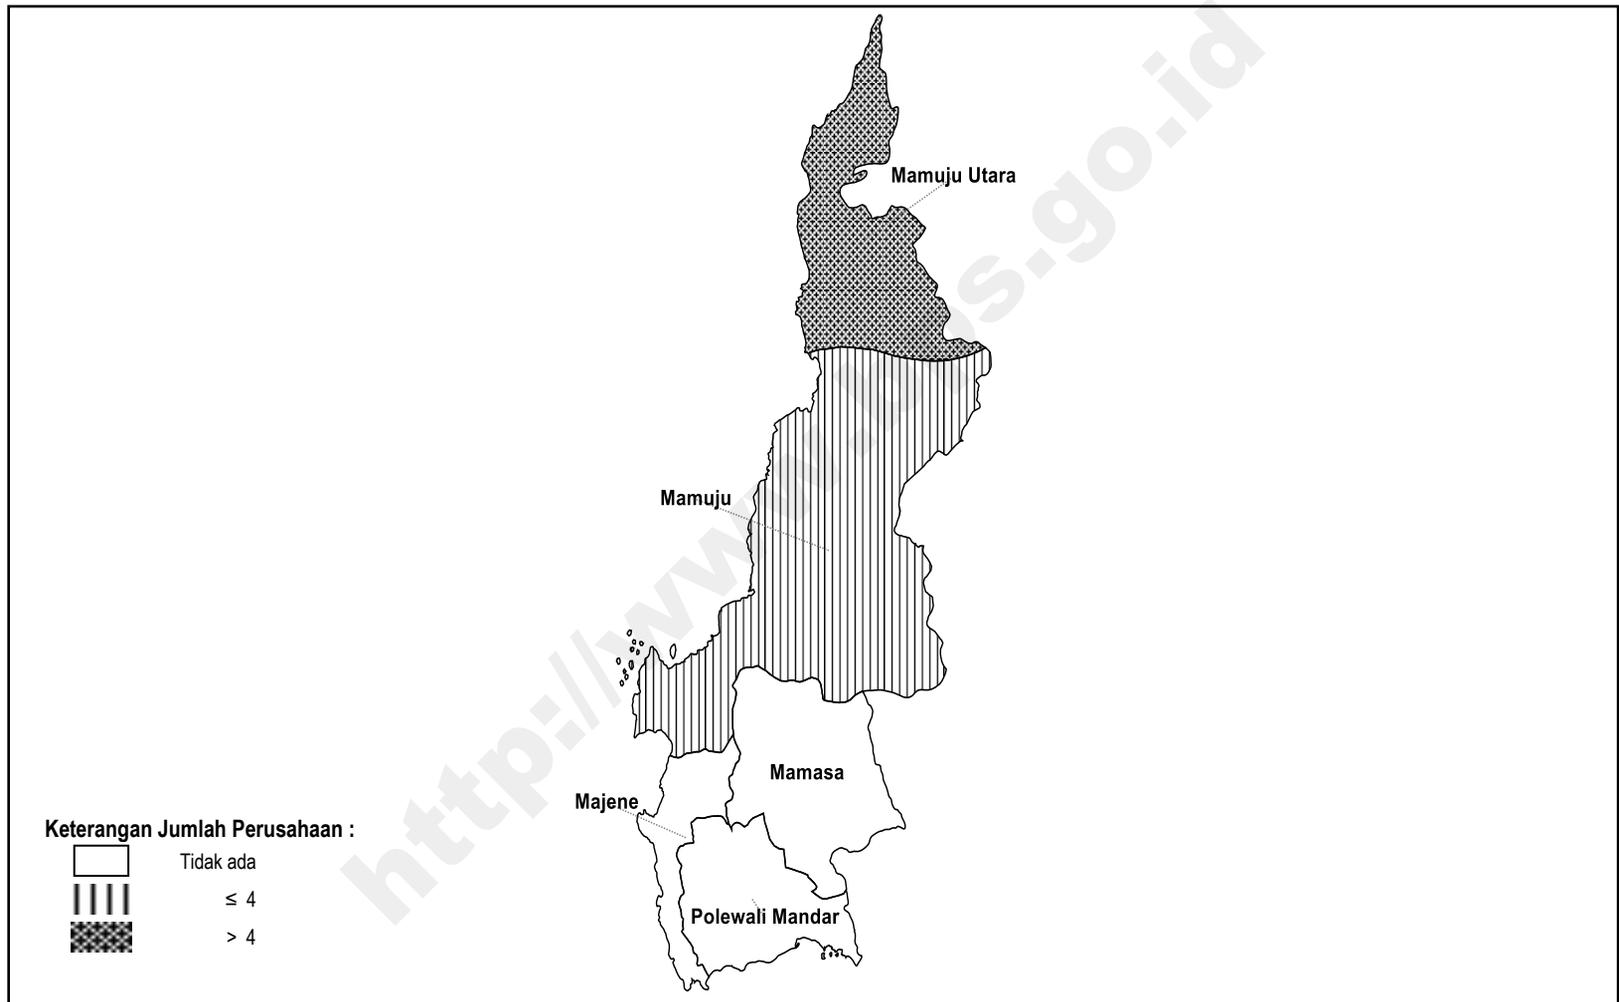 Mamuju Utara
Mamuju
Mamasa
Majene
Polewali Mandar
Keterangan Jumlah Perusahaan :
Tidak ada
≤ 4
> 4
http://www.bps.go.id